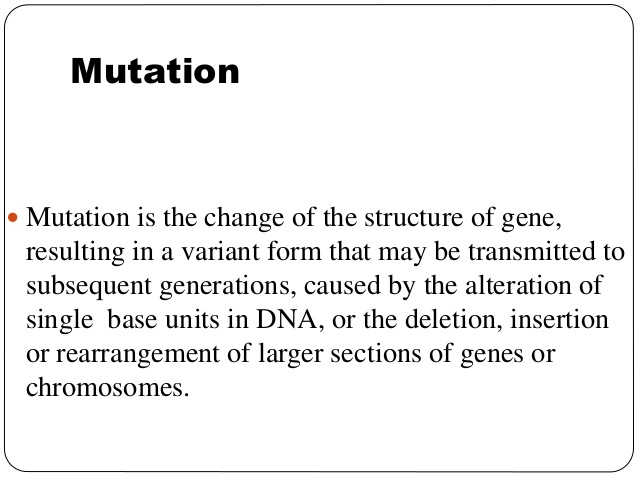 Mutation
• Mutation is the change of the structure of gene,
resulting in a variant form that may be transmitted to
subsequent generations, caused by the alteration of
single  base units in DNA, or the deletion, insertion
or rearrangement of larger sections of genes or
chromosomes.